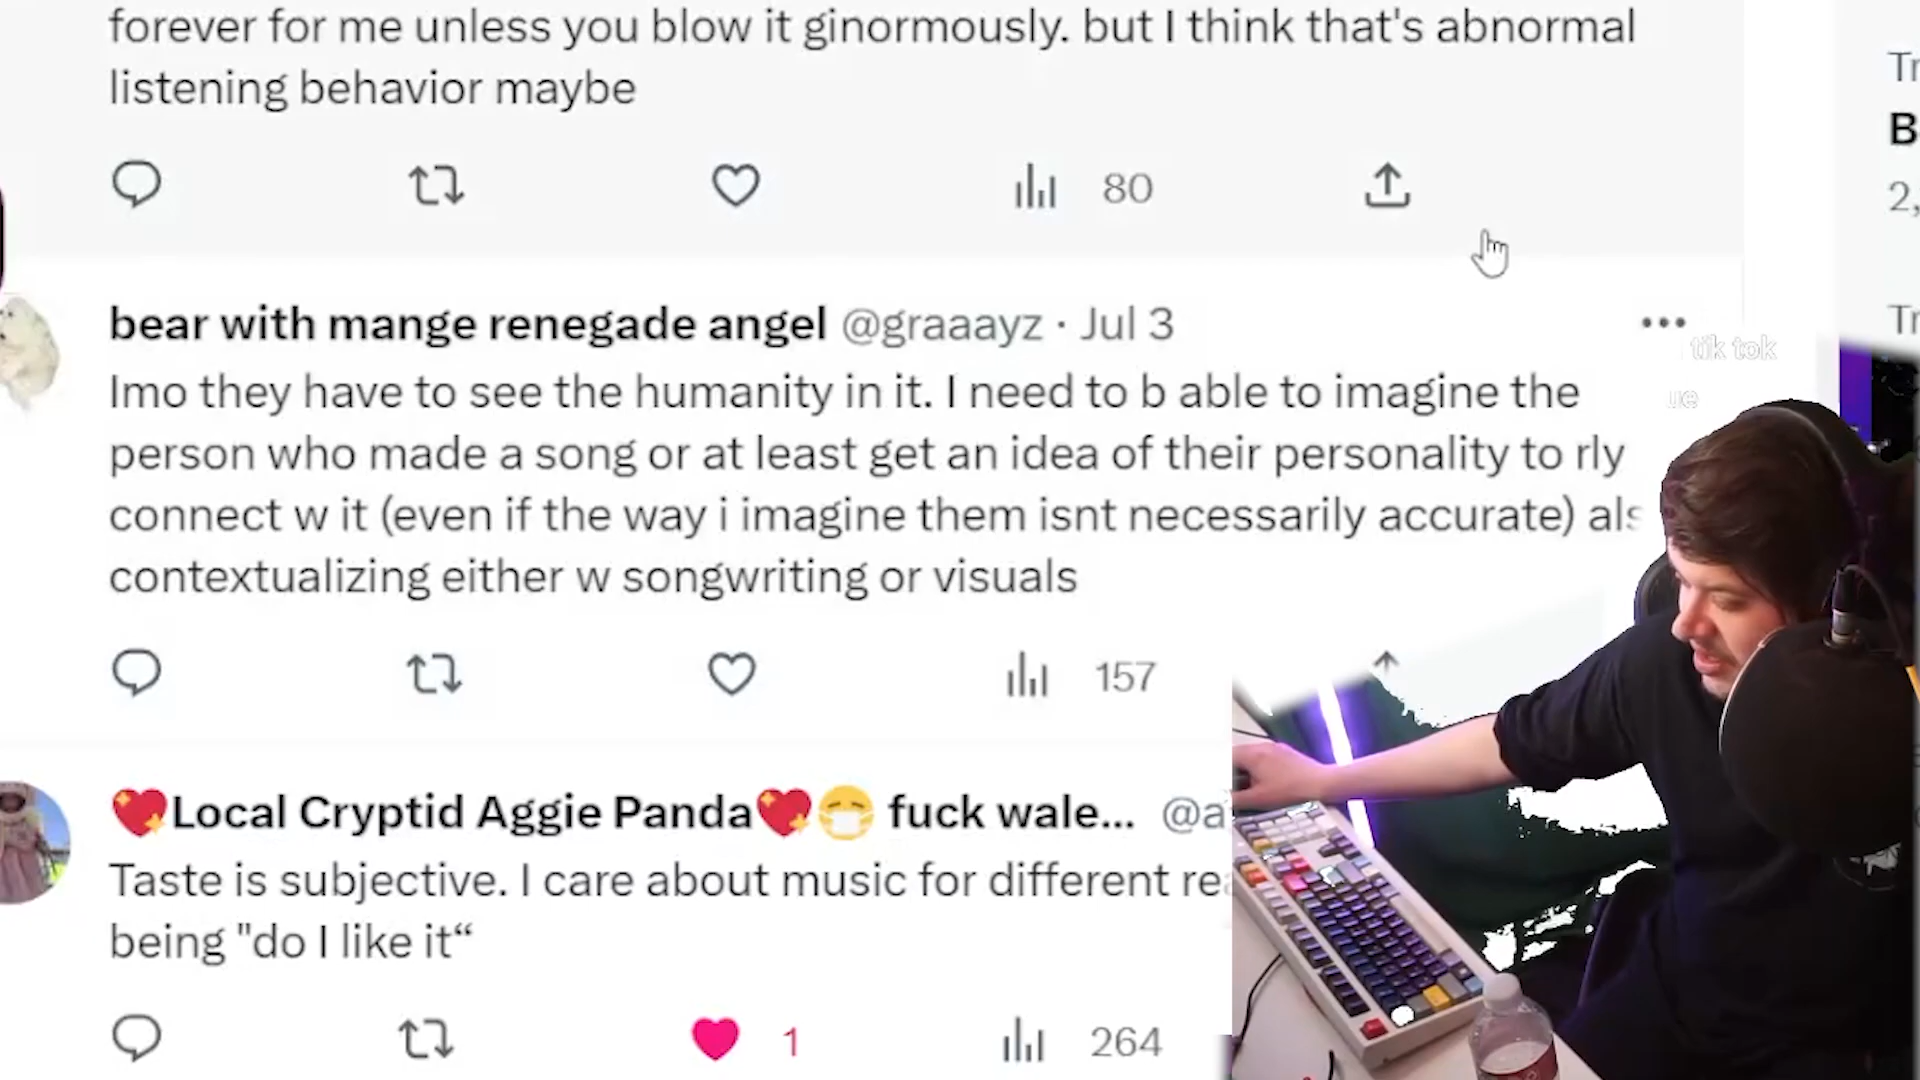 forever for me unless you blow it ginormously. but I think that's abnormal
listening behavior maybe
80
bear with mange renegade angel @graaayz · Jul 3
Imo they have to see the humanity in it. I need to b able to imagine the
person who made a song or at least get an idea of their personality to rly
connect w it (even if the way i imagine them isnt necessarily accurate)
contextualizing either w songwriting or visuals
157
💖Local Cryptid Aggie Panda💖😷 fuck wale...
Taste is subjective. I care about music for different
being "do I like it“
1
264
tik tok
ue